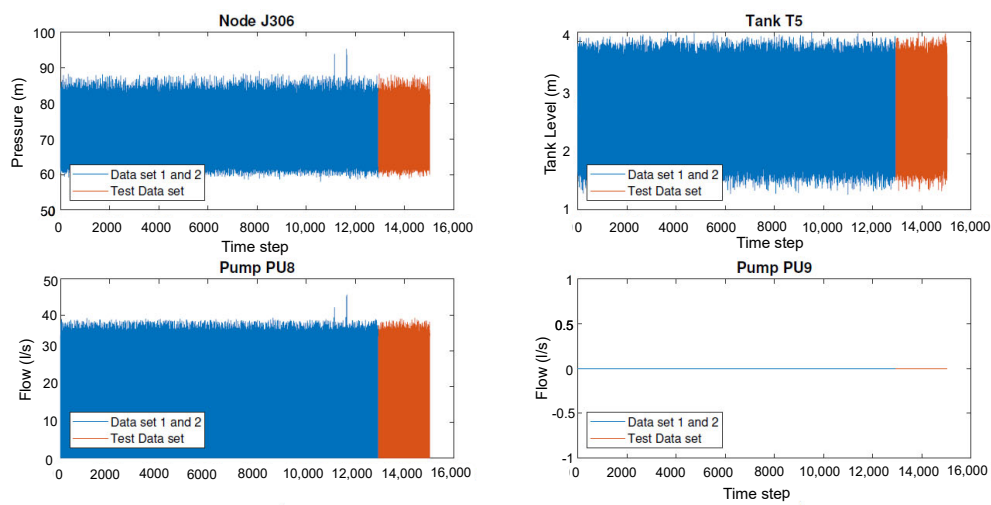 Node J306
Pressure (m)
100
90
80
70
60
50
Data set 1 and 2
Test Data set
0 2000 4000 6000 8000 10,000 12,000 14,000 16,000
Time step
Tank T5
Tank Level (m)
4
3
2
1
Data set 1 and 2
Test Data set
0 2000 4000 6000 8000 10,000 12,000 14,000 16,000
Time step
Pump PU8
Flow (l/s)
50
40
30
20
10
0
Data set 1 and 2
Test Data set
0 2000 4000 6000 8000 10,000 12,000 14,000 16,000
Pump PU9
Flow (l/s)
1
0.5
0
-0.5
-1
Data set 1 and 2
Test Data set
0 2000 4000 6000 8000 10,000 12,000 14,000 16,000
Time step